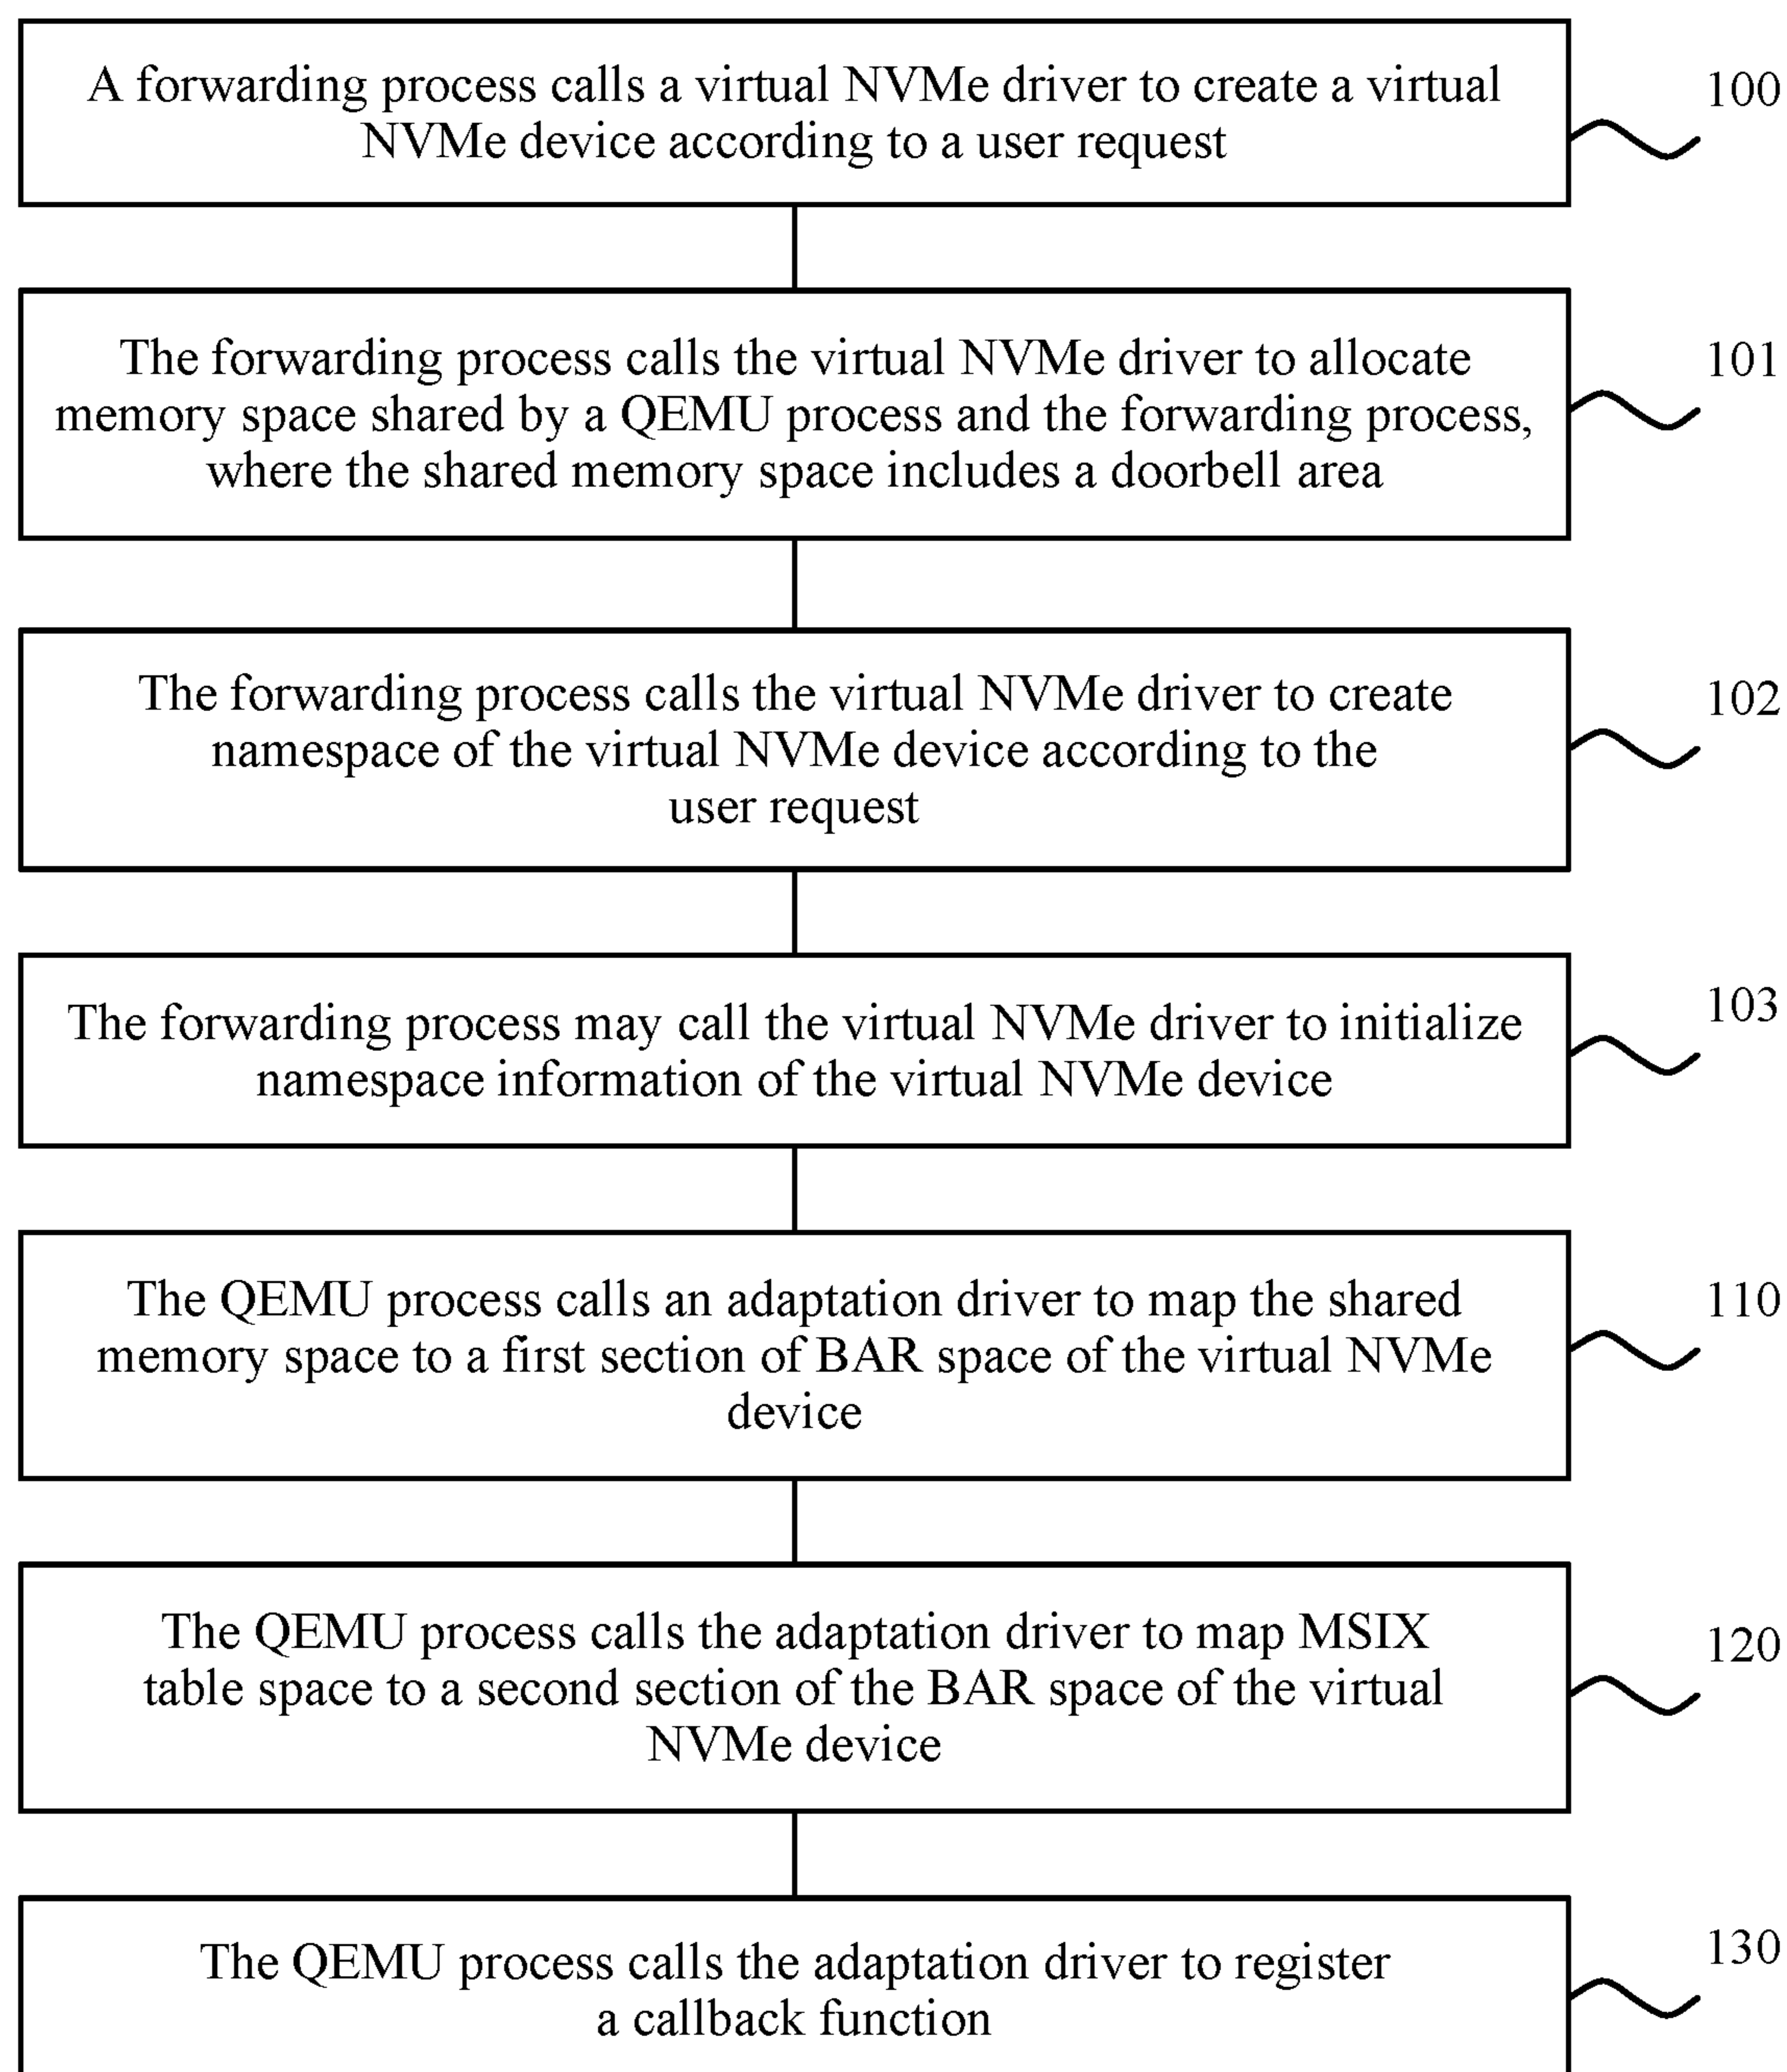 A forwarding process calls a virtual NVMe driver to create a virtual
NVMe device according to a user request
100
The forwarding process calls the virtual NVMe driver to allocate
memory space shared by a QEMU process and the forwarding process,
where the shared memory space includes a doorbell area
101
The forwarding process calls the virtual NVMe driver to create
namespace of the virtual NVMe device according to the
user request
102
The forwarding process may call the virtual NVMe driver to initialize
namespace information of the virtual NVMe device
103
The QEMU process calls an adaptation driver to map the shared
memory space to a first section of BAR space of the virtual NVMe
device
110
The QEMU process calls the adaptation driver to map MSIX
table space to a second section of the BAR space of the virtual
NVMe device
120
The QEMU process calls the adaptation driver to register
a callback function
130